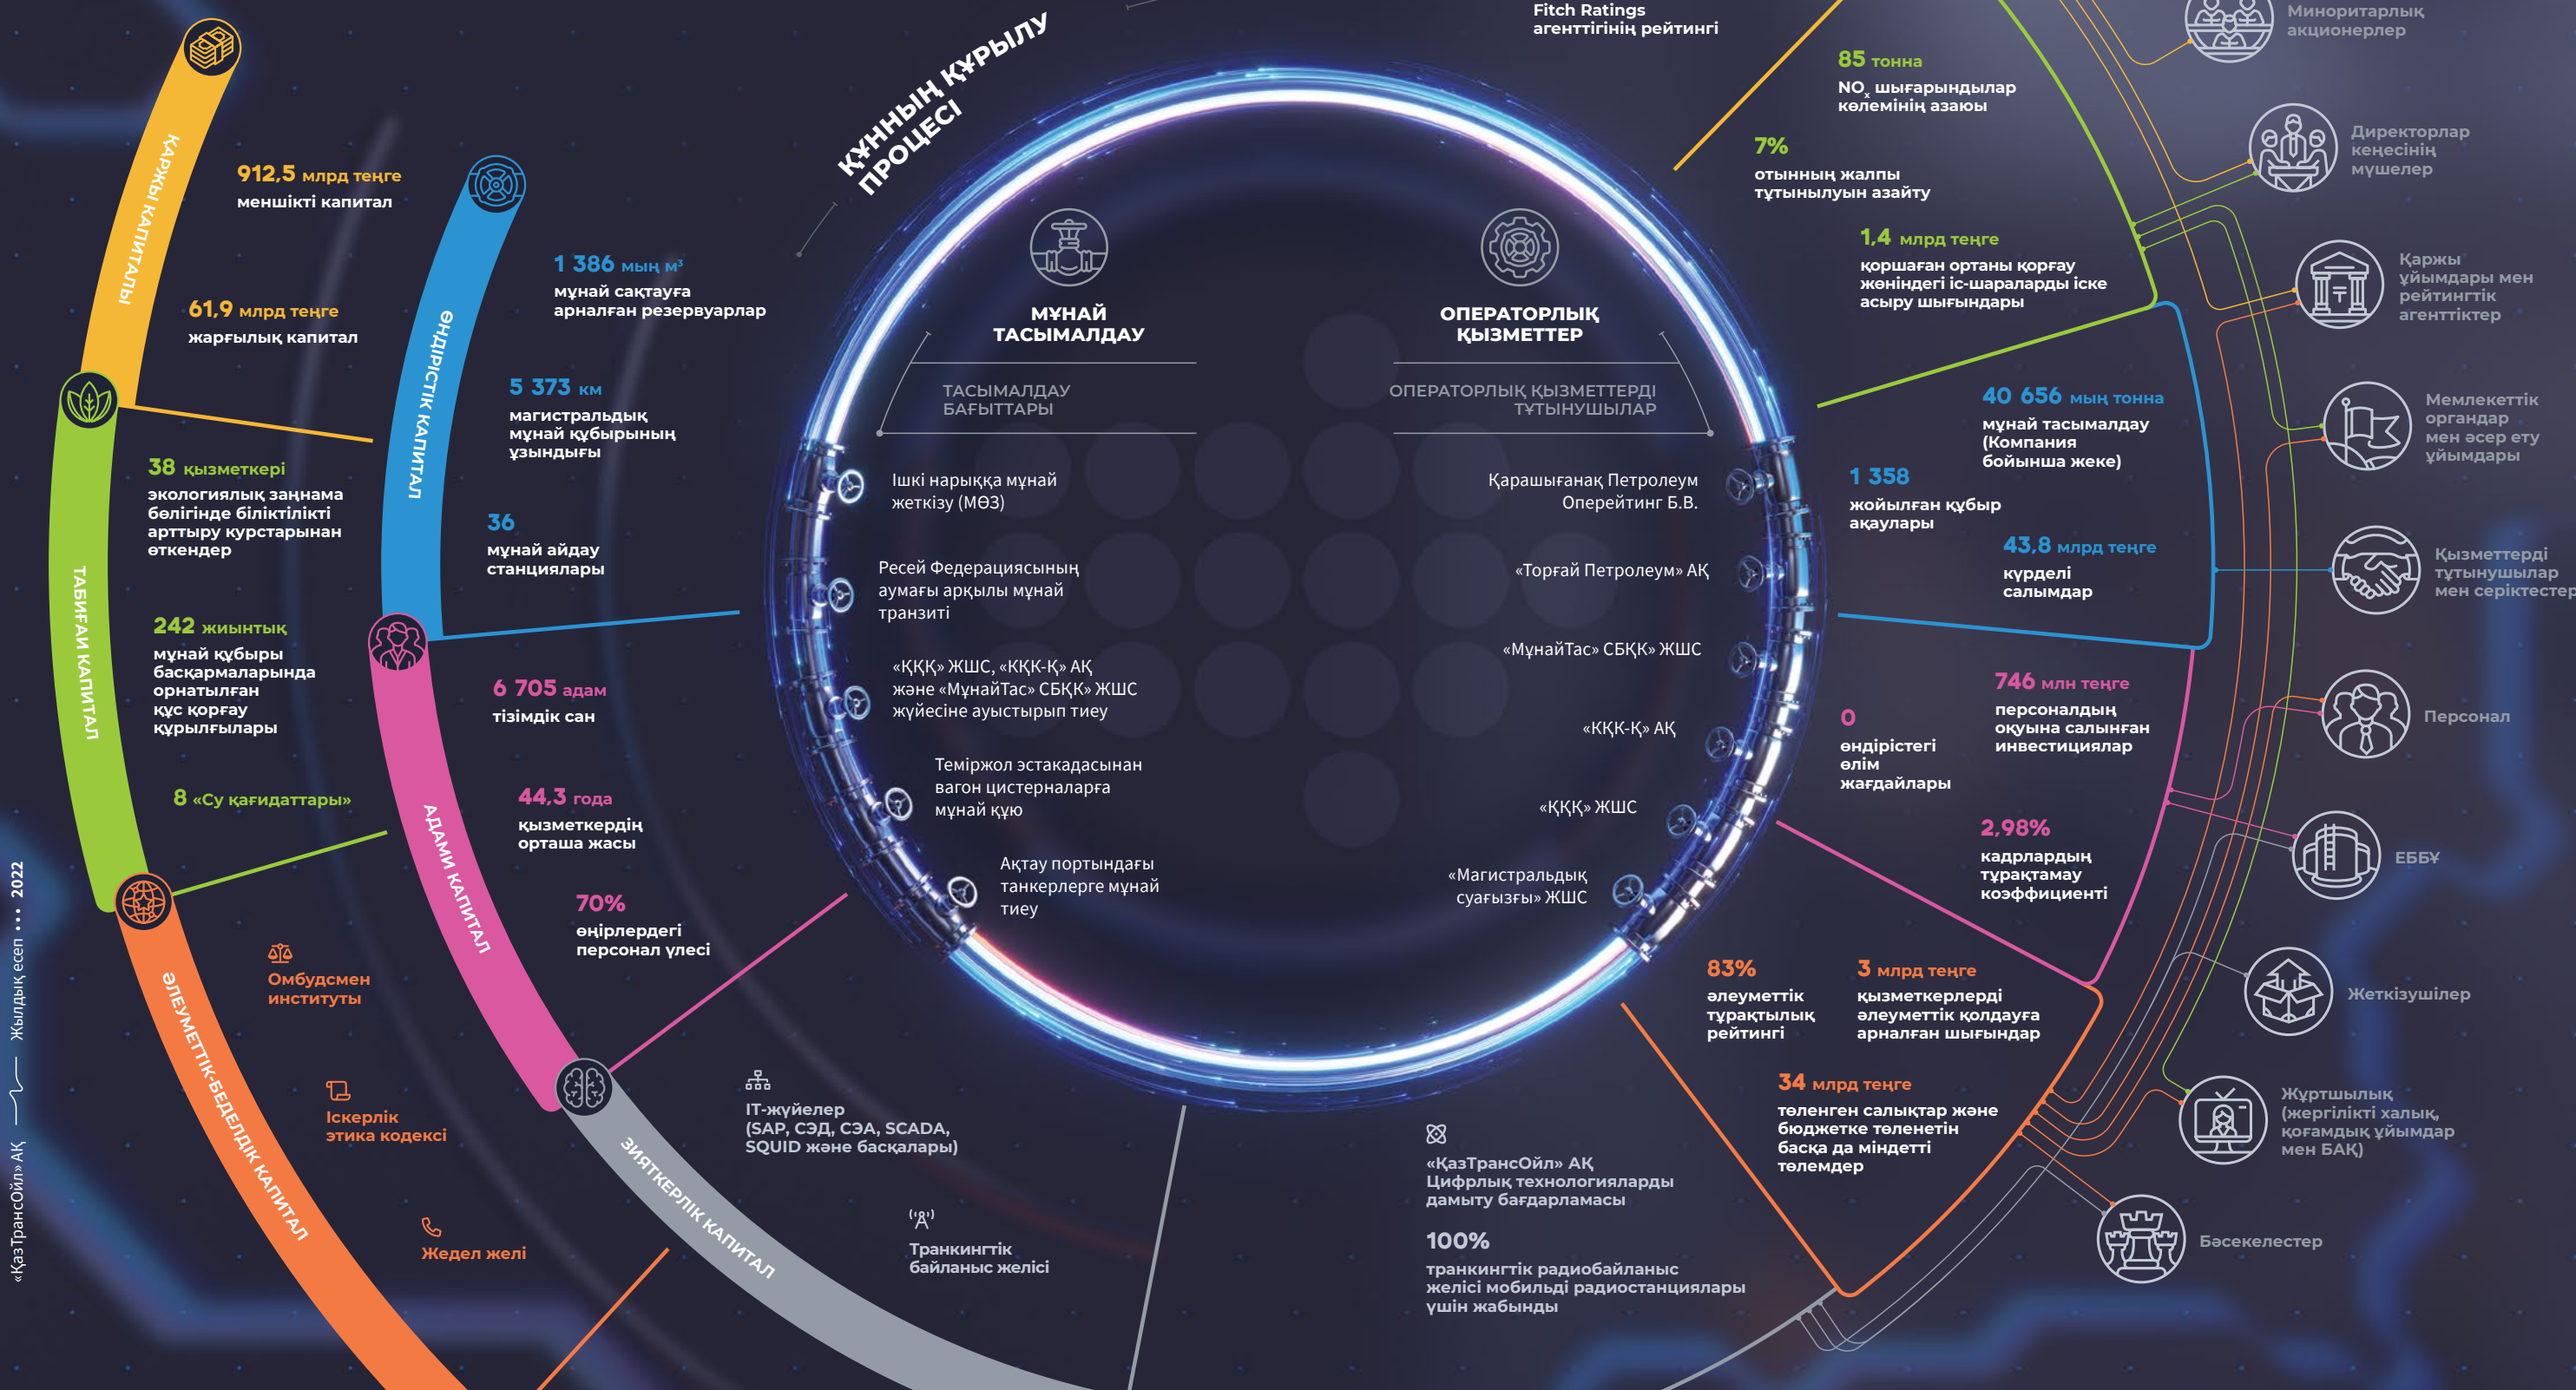 ҚАРЖЫ КАПИТАЛЫ
912,5 млрд теңге
меншікті капитал
61,9 млрд теңге
жарғылық капитал
ТАБИҒАИ КАПИТАЛ
38 қызметкері
экологиялық заңнама
бөлігінде біліктілікті
арттыру курстарынан
өткендер
242 жиынтық
мұнай құбыры
басқармаларында
орнатылған
құс қорғау
құрылғылары
8 «Су қағидаттары»
ӘЛЕУМЕТТІК-БЕДЕЛДІК КАПИТАЛ
Омбудсмен
институты
Іскерлік
этика кодексі
Жедел желі
ӨНДІРІСТІК КАПИТАЛ
1 386 мың м³
мұнай сақтауға
арналған резервуарлар
5 373 км
магистральдық
мұнай құбырының
ұзындығы
36
мұнай айдау
станциялары
АДАМИ КАПИТАЛ
6 705 адам
тізімдік сан
44,3 года
қызметкердің
орташа жасы
70%
өңірлердегі
персонал үлесі
ЗИЯТКЕРЛІК КАПИТАЛ
IT-жүйелер
(SAP, СЭД, СЭА, SCADA,
SQUID және басқалары)
Транкингтік
байланыс желісі
ҚҰННЫҢ ҚҰРЫЛУ
ПРОЦЕСІ
МҰНАЙ
ТАСЫМАЛДАУ
ТАСЫМАЛДАУ
БАҒЫТТАРЫ
Ішкі нарыққа мұнай
жеткізу (МӨЗ)
Ресей Федерациясының
аумағы арқылы мұнай
транзиті
«ҚҚҚ» ЖШС, «КҚК-Қ» АҚ
және «МұнайТас» СБҚК» ЖШС
жүйесіне ауыстырып тиеу
Теміржол эстакадасынан
вагон цистерналарға
мұнай құю
Ақтау портындағы
танкерлерге мұнай
тиеу
ОПЕРАТОРЛЫҚ
ҚЫЗМЕТТЕР
ОПЕРАТОРЛЫҚ ҚЫЗМЕТТЕРДІ
ТҰТЫНУШЫЛАР
Қарашығанақ Петролеум
Оперейтинг Б.В.
«Торғай Петролеум» АҚ
«МұнайТас» СБҚК» ЖШС
«КҚК-Қ» АҚ
«ҚҚҚ» ЖШС
«Магистральдық
суағызғы» ЖШС
Fitch Ratings
агенттігінің рейтингі
85 тонна
NOx шығарындылар
көлемінің азаюы
7%
отынның жалпы
тұтынылуын азайту
1,4 млрд теңге
қоршаған ортаны қорғау
жөніндегі іс-шараларды іске
асыру шығындары
40 656 мың тонна
мұнай тасымалдау
(Компания
бойынша жеке)
1 358
жойылған құбыр
ақаулары
43,8 млрд теңге
күрделі
салымдар
746 млн теңге
персоналдың
оқуына салынған
инвестициялар
0
өндірістегі
өлім
жағдайлары
2,98%
кадрлардың
тұрақтамау
коэффициенті
83%
әлеуметтік
тұрақтылық
рейтингі
3 млрд теңге
қызметкерлерді
әлеуметтік қолдауға
арналған шығындар
34 млрд теңге
төленген салықтар және
бюджетке төленетін
басқа да міндетті
төлемдер
«ҚазТрансОйл» АҚ
Цифрлық технологияларды
дамыту бағдарламасы
100%
транкингтік радиобайланыс
желісі мобильді радиостанциялары
үшін жабынды
Миноритарлық
акционерлер
Директорлар
кеңесінің
мүшелер
Қаржы
ұйымдары мен
рейтингтік
агенттіктер
Мемлекеттік
органдар
мен әсер ету
ұйымдары
Қызметтерді
тұтынушылар
мен серіктестер
Персонал
ЕББҰ
Жеткізушілер
Жұртшылық
(жергілікті халық,
қоғамдық ұйымдар
мен БАҚ)
Бәсекелестер
«ҚазТрансОйл» АҚ Жылдық есеп ••• 2022